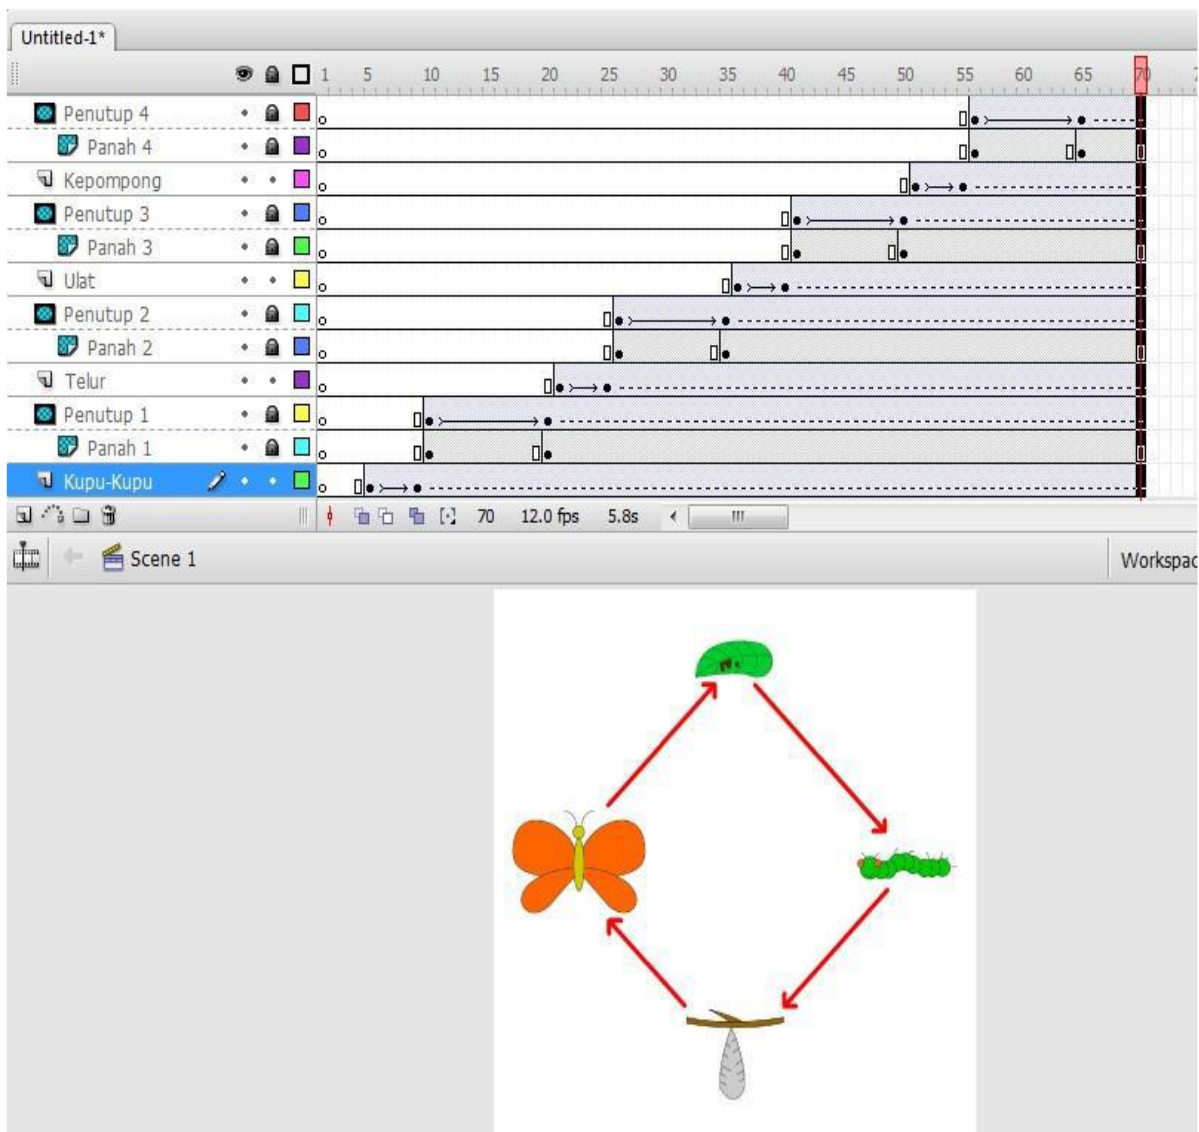 Untitled-1*
1 5 10 15 20 25 30 35 40 45 50 55 60 65 70
Penutup 4
Panah 4
Kepompong
Penutup 3
Panah 3
Ulat
Penutup 2
Panah 2
Telur
Penutup 1
Panah 1
Kupu-Kupu
70 12.0 fps 5.8s
Scene 1
Workspac